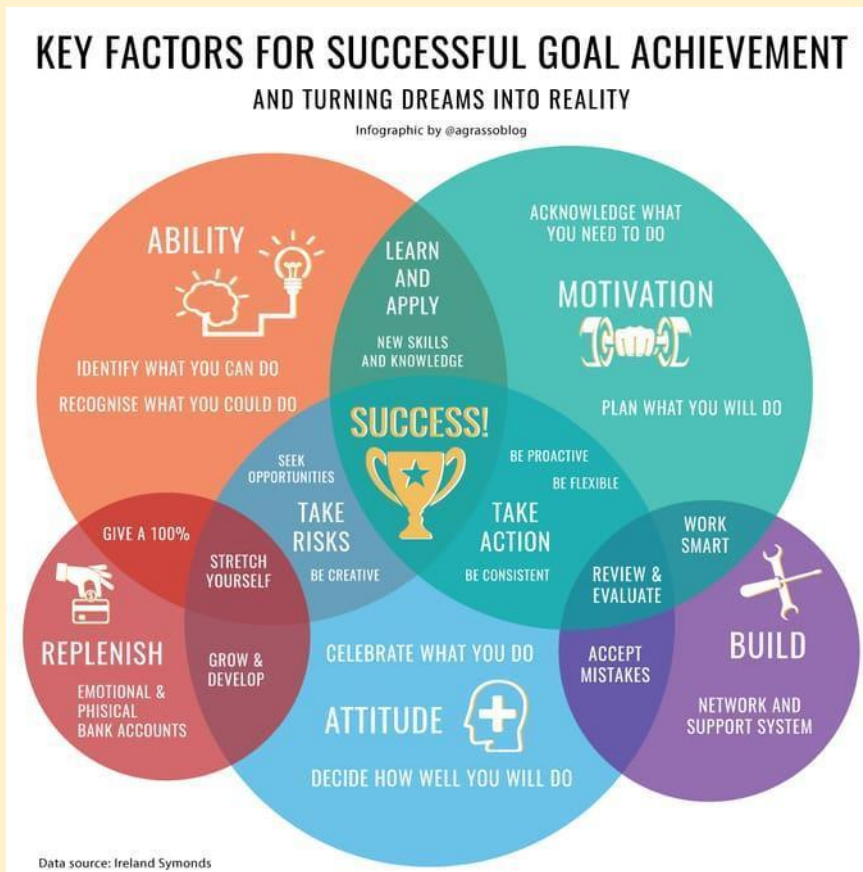 KEY FACTORS FOR SUCCESSFUL GOAL ACHIEVEMENT
AND TURNING DREAMS INTO REALITY
Infographic by @agrassoblog
ABILITY
IDENTIFY WHAT YOU CAN DO
RECOGNISE WHAT YOU COULD DO
LEARN
AND
APPLY
NEW SKILLS
AND KNOWLEDGE
ACKNOWLEDGE WHAT
YOU NEED TO DO
MOTIVATION
PLAN WHAT YOU WILL DO
SUCCESS!
SEEK
OPPORTUNITIES
TAKE
RISKS
BE CREATIVE
BE PROACTIVE
BE FLEXIBLE
TAKE
ACTION
BE CONSISTENT
GIVE A 100%
STRETCH
YOURSELF
REPLENISH
EMOTIONAL &
PHISICAL
BANK ACCOUNTS
GROW &
DEVELOP
CELEBRATE WHAT YOU DO
ATTITUDE
DECIDE HOW WELL YOU WILL DO
WORK
SMART
REVIEW &
EVALUATE
ACCEPT
MISTAKES
BUILD
NETWORK AND
SUPPORT SYSTEM
Data source: Ireland Symonds